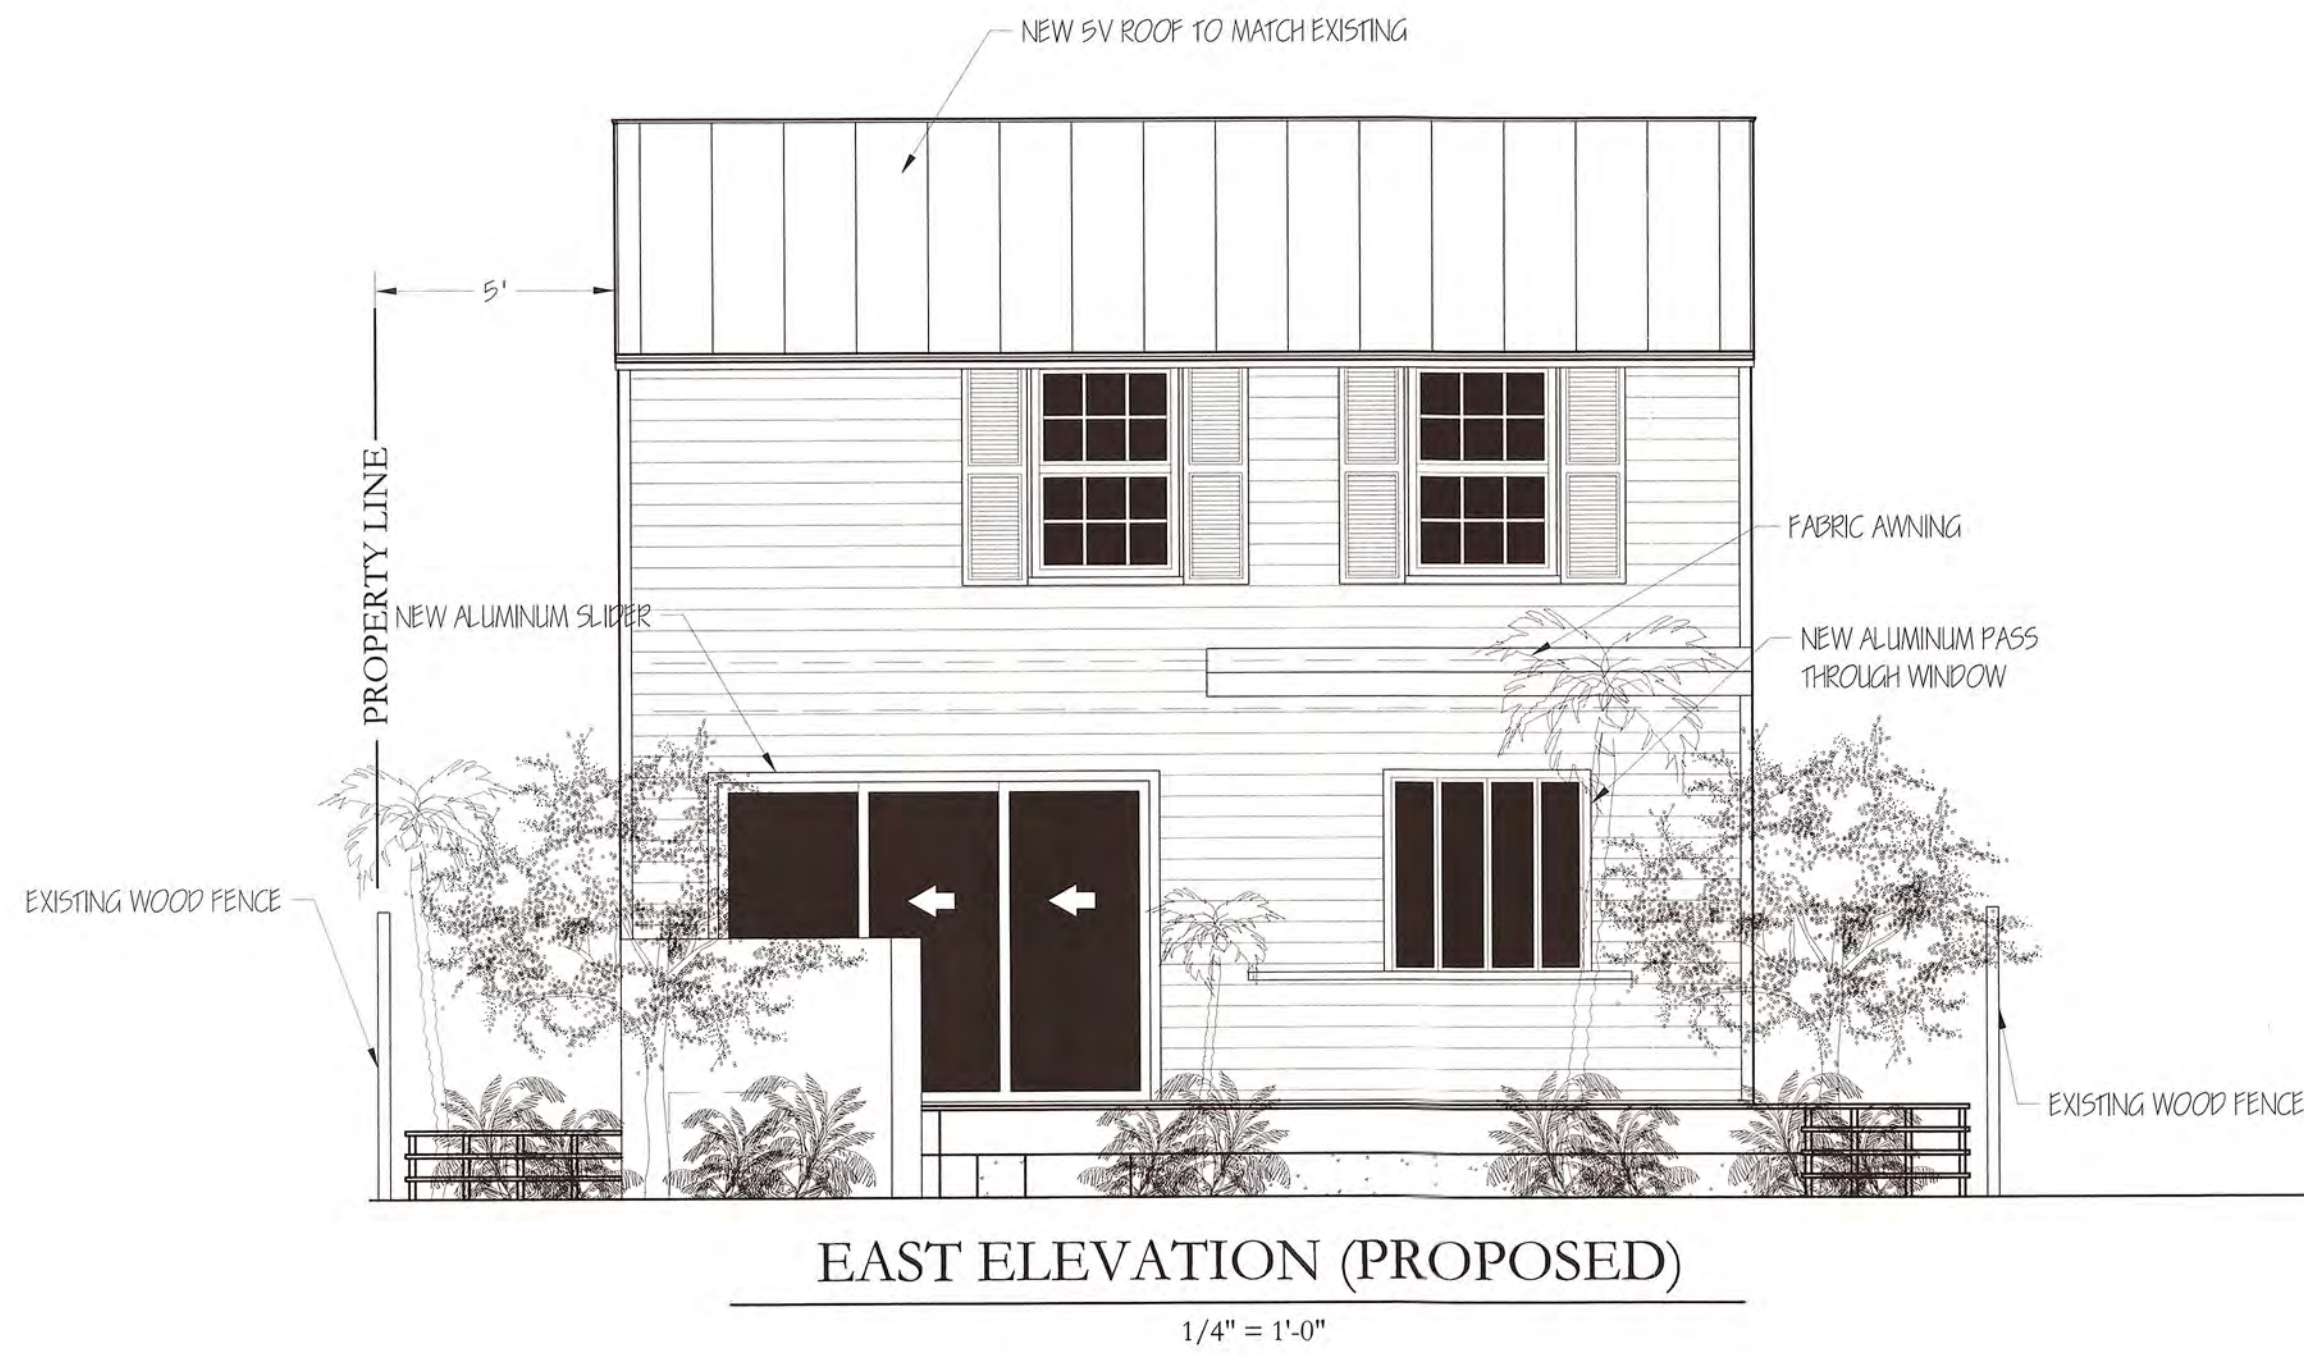 NEW 5V ROOF TO MATCH EXISTING
5'
PROPERTY LINE
FABRIC AWNING
NEW ALUMINUM SLIDER
NEW ALUMINUM PASS
THROUGH WINDOW
EXISTING WOOD FENCE
EXISTING WOOD FENCE
EAST ELEVATION (PROPOSED)
1/4" = 1'-0"